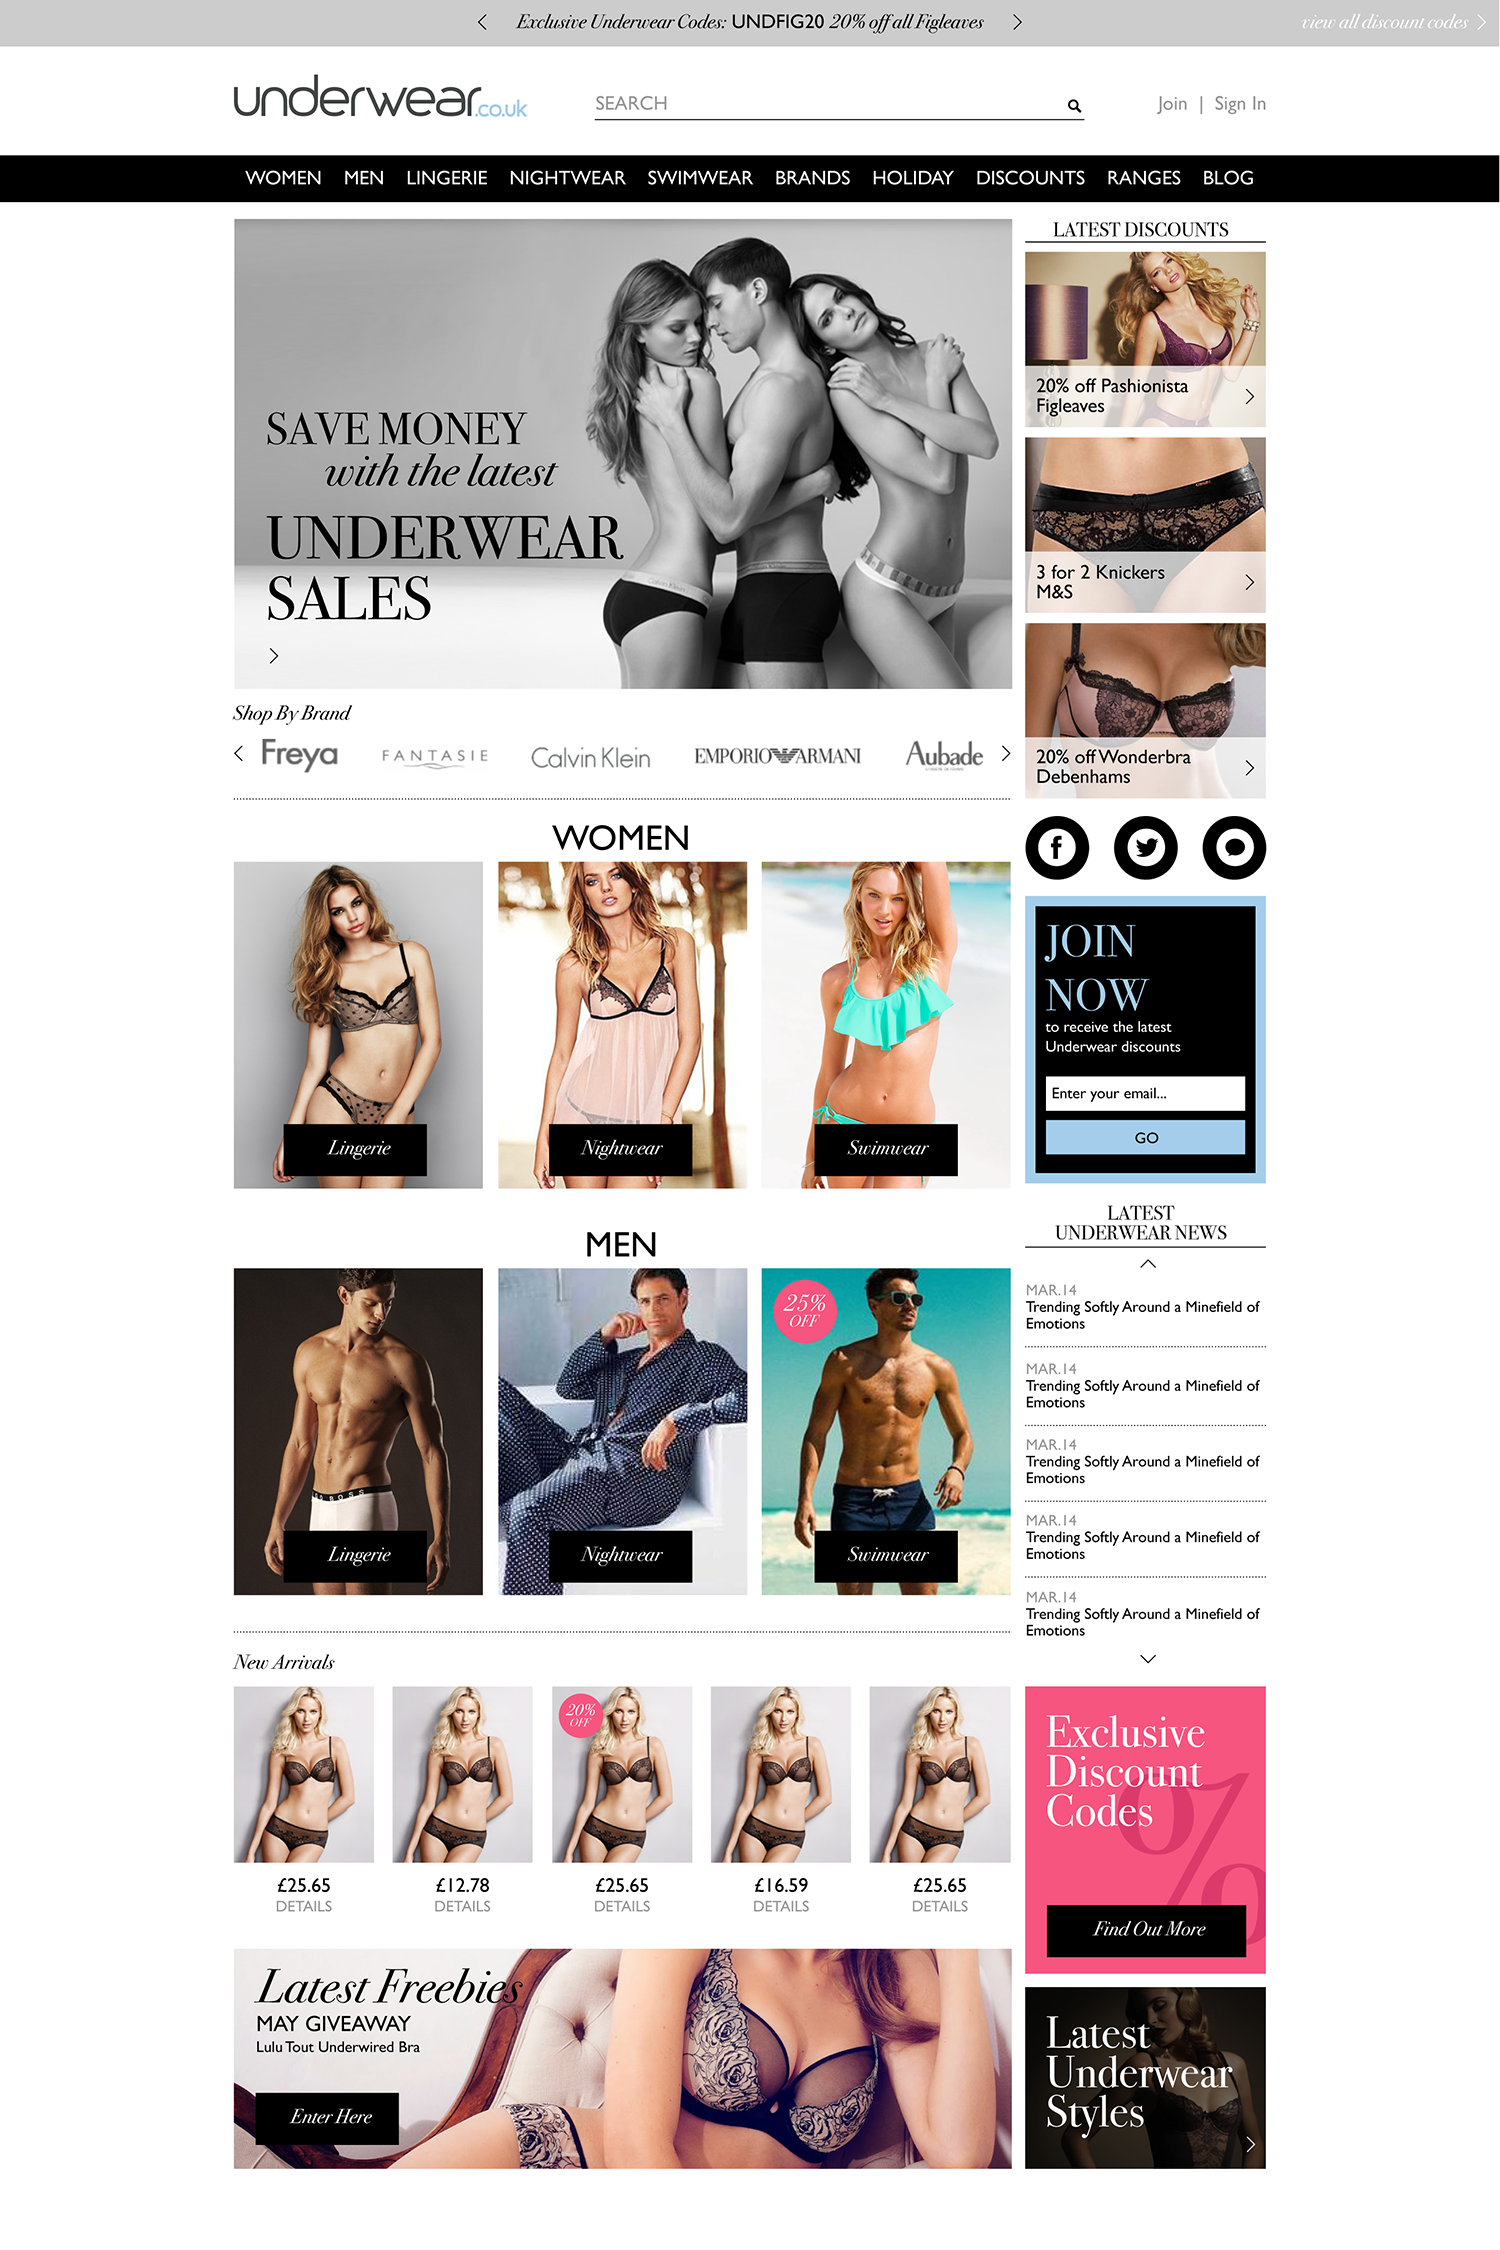 Exclusive Underwear Codes: UNDFIG20 20% off all Figleaves
view all discount codes
underwear.co.uk
SEARCH
Join | Sign In
WOMEN MEN LINGERIE NIGHTWEAR SWIMWEAR BRANDS HOLIDAY DISCOUNTS RANGES BLOG
SAVE MONEY
with the latest
UNDERWEAR
SALES
Calvin Klein
Shop By Brand
Freya
FANTASIE
Calvin Klein
EMPORIO ARMANI
Aubade
LATEST DISCOUNTS
20% off Pashionista
Figleaves
3 for 2 Knickers
M&S
20% off Wonderbra
Debenhams
WOMEN
Lingerie
Nightwear
Swimwear
JOIN
NOW
to receive the latest
Underwear discounts
Enter your email...
GO
MEN
BOSS
Lingerie
Nightwear
25%
OFF
Swimwear
LATEST
UNDERWEAR NEWS
MAR.14
Trending Softly Around a Minefield of
Emotions
MAR.14
Trending Softly Around a Minefield of
Emotions
MAR.14
Trending Softly Around a Minefield of
Emotions
MAR.14
Trending Softly Around a Minefield of
Emotions
MAR.14
Trending Softly Around a Minefield of
Emotions
New Arrivals
20%
OFF
£25.65
DETAILS
£12.78
DETAILS
£25.65
DETAILS
£16.59
DETAILS
£25.65
DETAILS
Exclusive
Discount
Codes
%
Find Out More
Latest Freebies
MAY GIVEAWAY
Lulu Tout Underwired Bra
Enter Here
Latest
Underwear
Styles